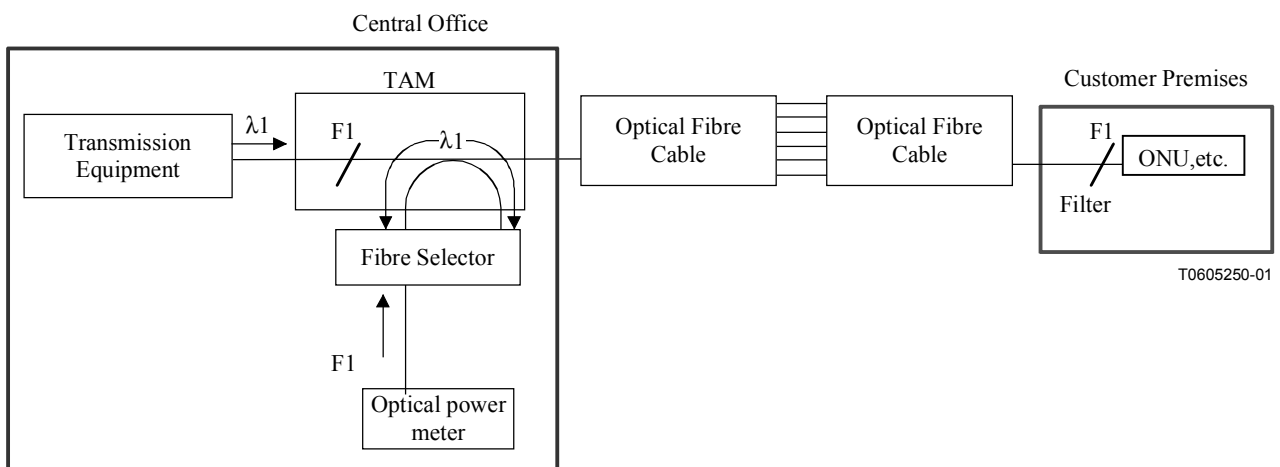 Central Office
TAM
Customer Premises
Transmission
Equipment
λ1
F1
λ1
Optical Fibre
Cable
Optical Fibre
Cable
F1
ONU,etc.
Filter
Fibre Selector
T0605250-01
F1
Optical power
meter